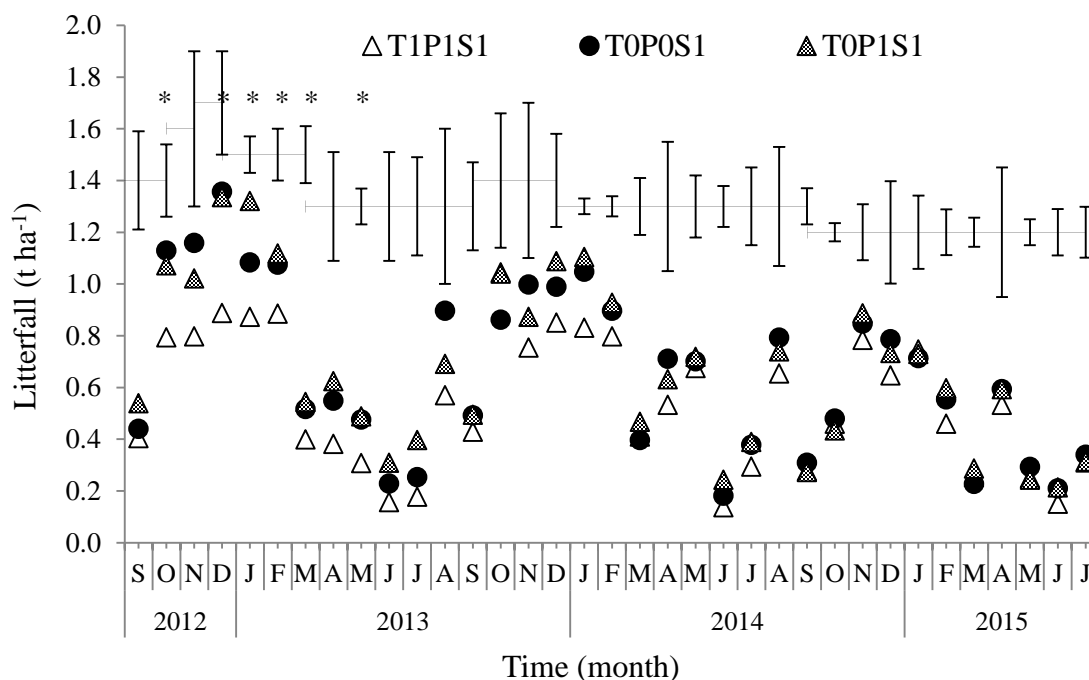 2.0
1.8
1.6
1.4
1.2
1.0
0.8
0.6
0.4
0.2
0.0
Litterfall (t ha⁻¹)
T1P1S1 T0P0S1 T0P1S1
* * * * * *
S O N D J F M A M J J A S O N D J F M A M J J A S O N D J F M A M J J
2012 2013 2014 2015
Time (month)